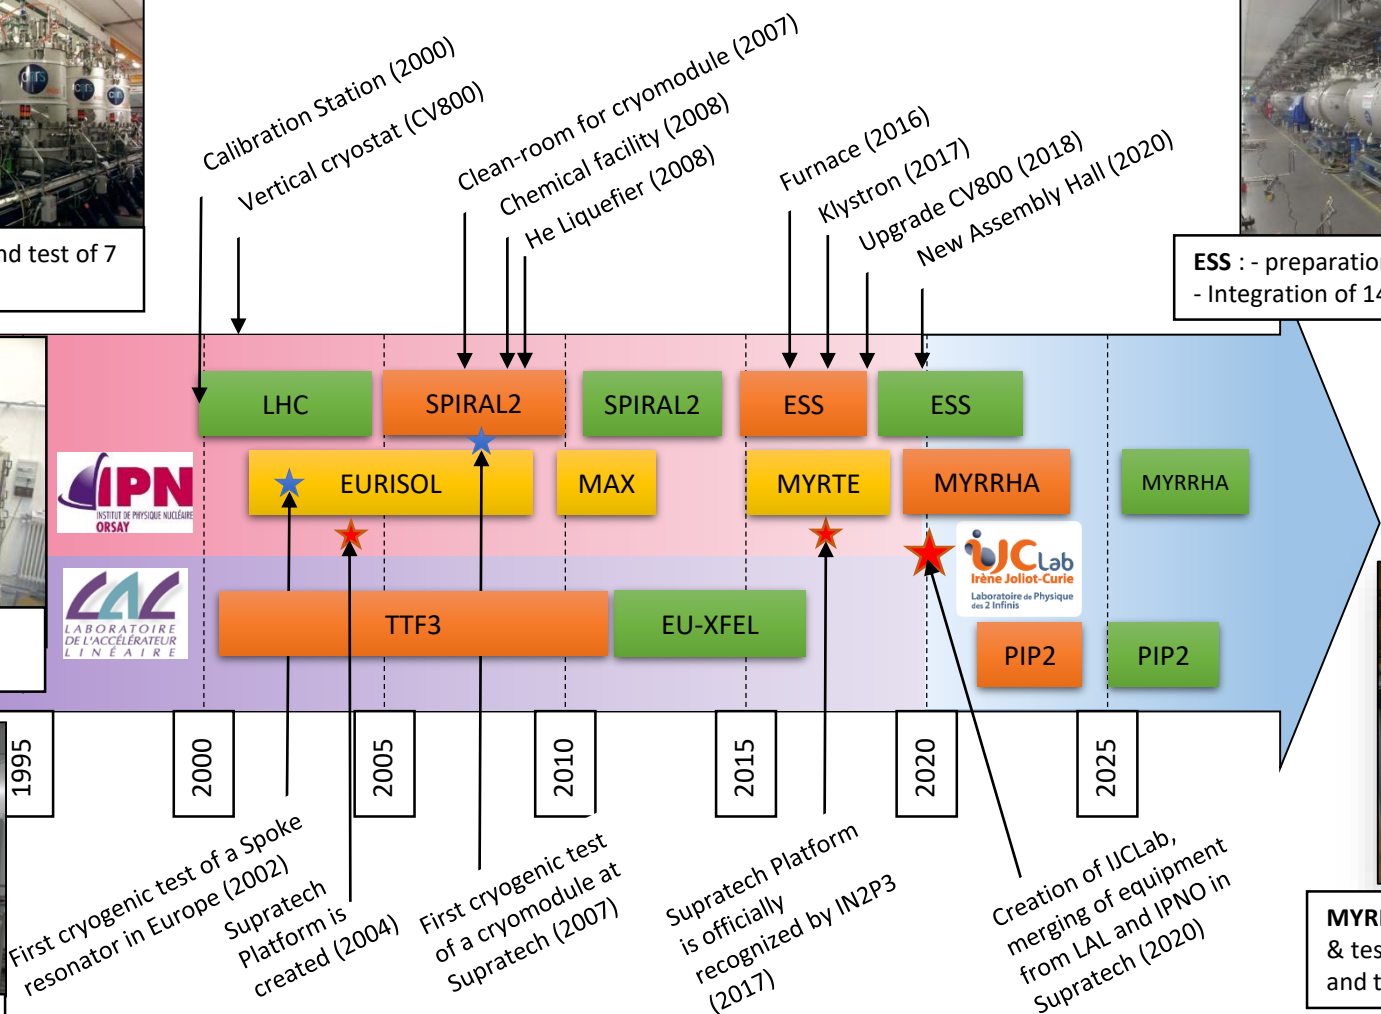 cnrs
cnrs
cnrs
Calibration Station (2000)
Vertical cryostat (CV800)
Clean-room for cryomodule (2007)
Chemical facility (2008)
He Liquefier (2008)
Furnace (2016)
Klystron (2017)
Upgrade CV800 (2018)
New Assembly Hall (2020)
nd test of 7
ESS : - preparation
- Integration of 14
LHC
SPIRAL2
SPIRAL2
ESS
ESS
IPN
INSTITUT DE PHYSIQUE NUCLÉAIRE
ORSAY
EURISOL
MAX
MYRTE
MYRRHA
MYRRHA
IJCLab
Irène Joliot-Curie
Laboratoire de Physique
des 2 Infinis
LAL
LABORATOIRE
DE L'ACCÉLÉRATEUR
LINÉAIRE
TTF3
EU-XFEL
PIP2
PIP2
1995
2000
2005
2010
2015
2020
2025
First cryogenic test of a Spoke
resonator in Europe (2002)
Supratech
Platform is
created (2004)
First cryogenic test
of a cryomodule at
Supratech (2007)
Supratech Platform
is officially
recognized by IN2P3
(2017)
Creation of IJCLab,
merging of equipment
from LAL and IPNO in
Supratech (2020)
MYRR
& tes
and t